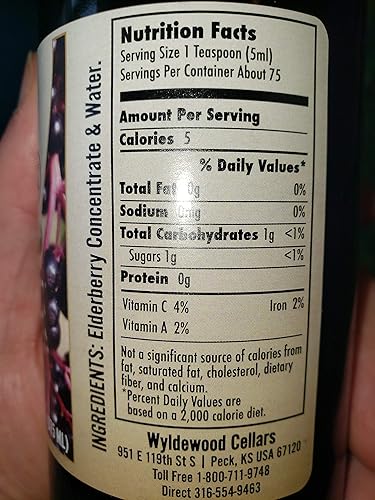 Nutrition Facts
Serving Size 1 Teaspoon (5ml)
Servings Per Container About 75
Amount Per Serving
Calories 5
% Daily Values*
Total Fat 0g 0%
Sodium 0mg 0%
Total Carbohydrates 1g <1%
Sugars 1g <1%
Protein 0g
Vitamin C 4% Iron 2%
Vitamin A 2%
Not a significant source of calories from
fat, saturated fat, cholesterol, dietary
fiber, and calcium.
*Percent Daily Values are
based on a 2,000 calorie diet.
INGREDIENTS: Elderberry Concentrate & Water.
Wyldewood Cellars
951 E 119th St S | Peck, KS USA 67120
Toll Free 1-800-711-9748
Direct 316-554-9463